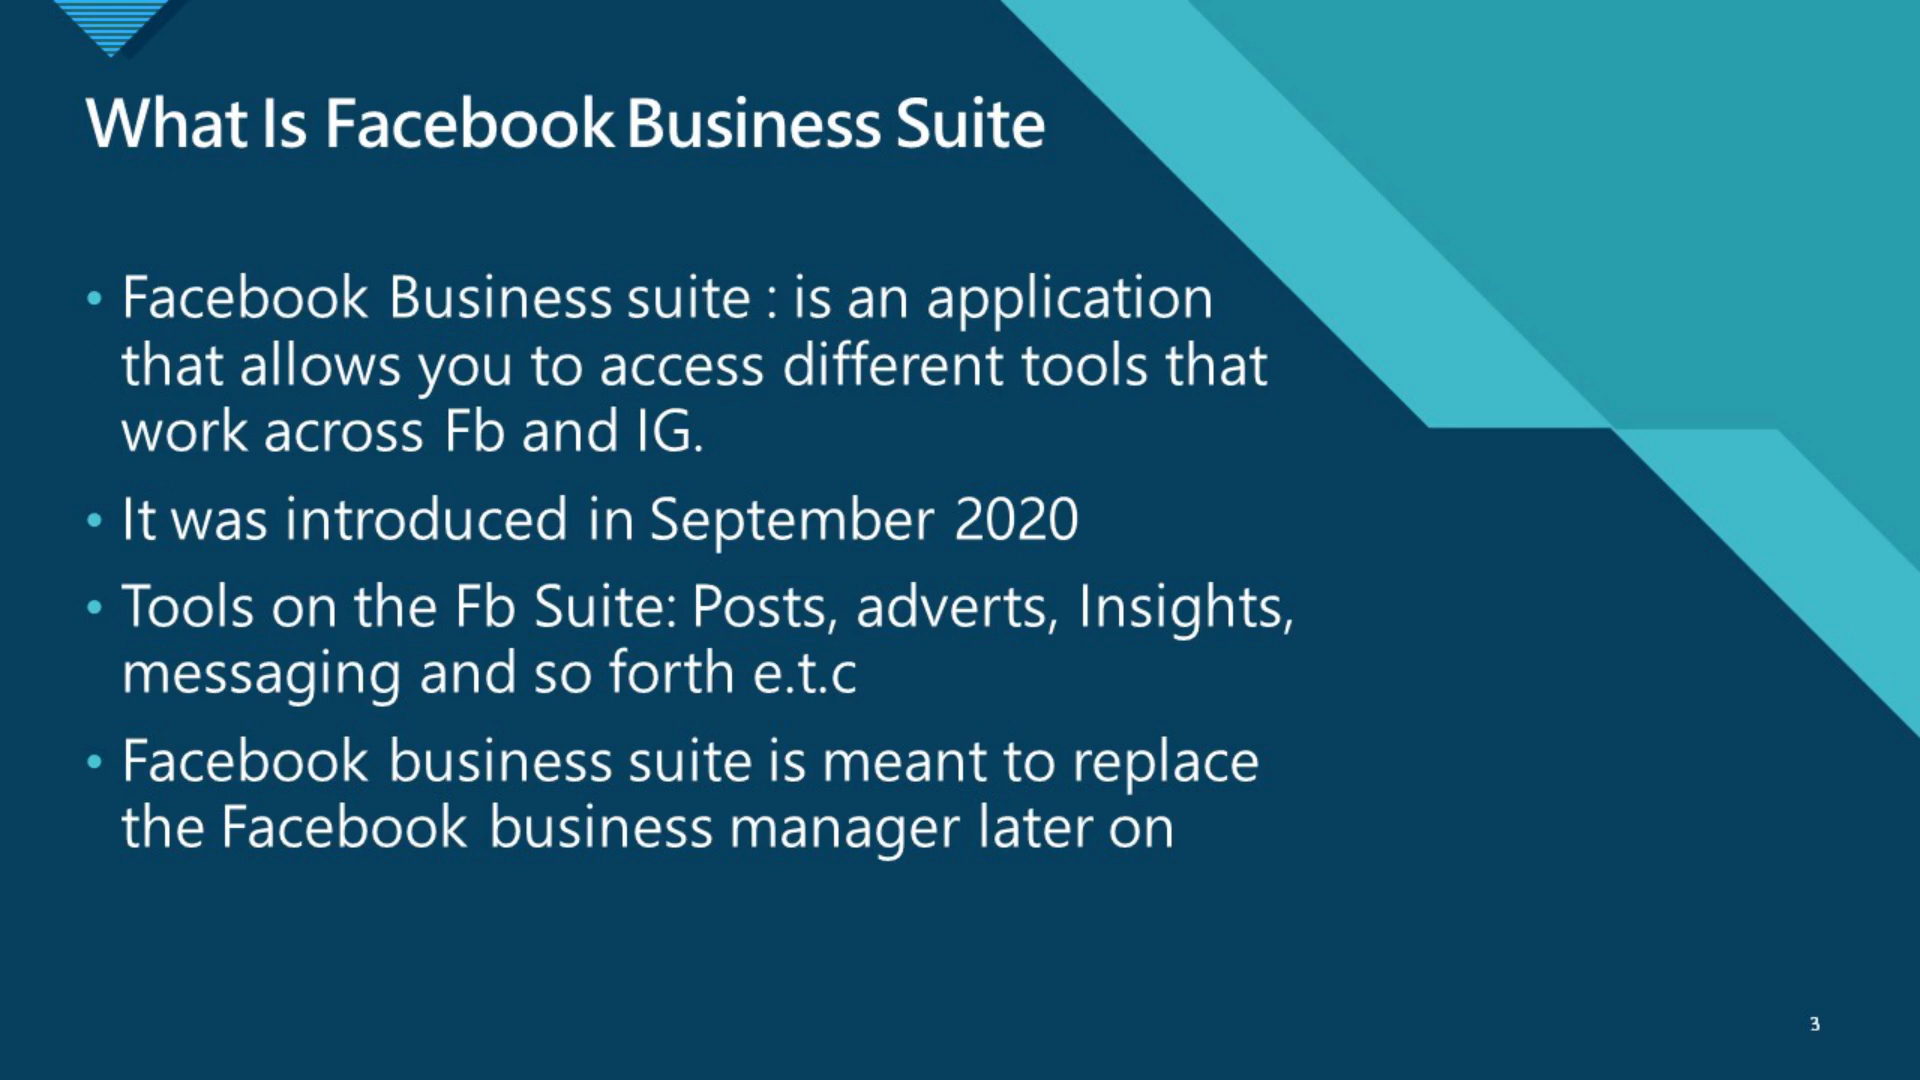 What Is Facebook Business Suite
• Facebook Business suite : is an application
that allows you to access different tools that
work across Fb and IG.
• It was introduced in September 2020
• Tools on the Fb Suite: Posts, adverts, Insights,
messaging and so forth e.t.c
• Facebook business suite is meant to replace
the Facebook business manager later on
3